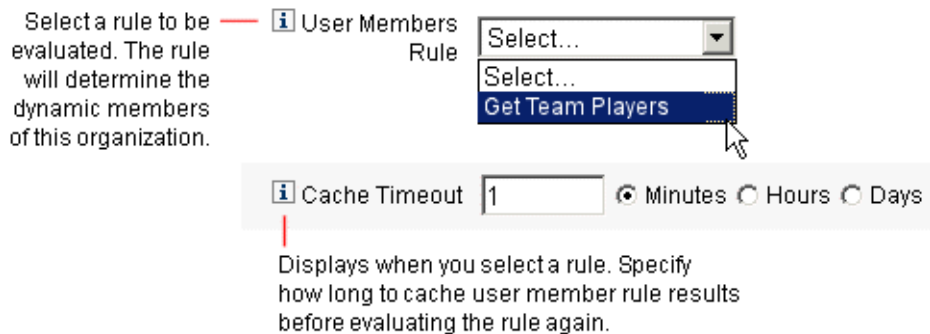 Select a rule to be
evaluated. The rule
will determine the
dynamic members
of this organization.
i User Members
Rule
Select...
Select...
Get Team Players
i Cache Timeout 1 Minutes Hours Days
Displays when you select a rule. Specify
how long to cache user member rule results
before evaluating the rule again.